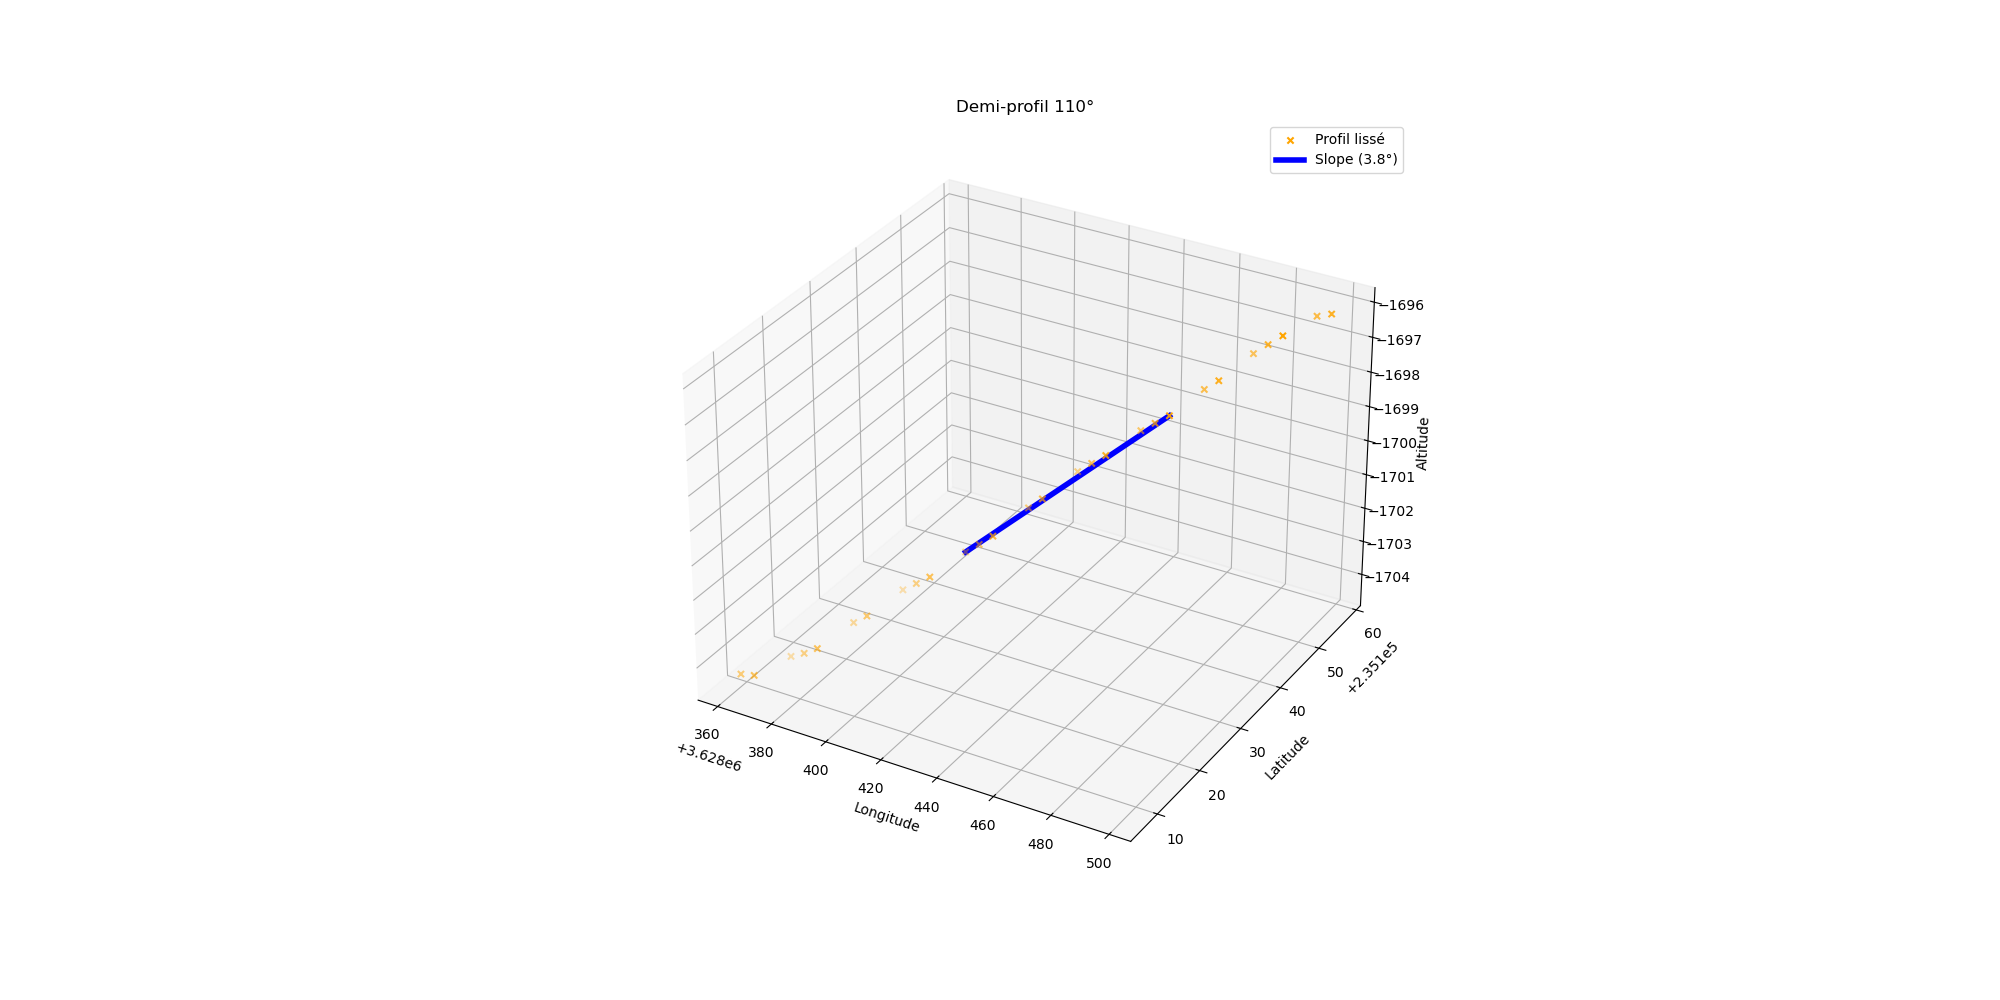 Demi-profil 110°
Profil lissé
Slope (3.8°)
−1696
−1697
−1698
−1699
−1700
−1701
−1702
−1703
−1704
Altitude
60
50
40
30
20
10
+2.351e5
Latitude
360
380
400
420
440
460
480
500
+3.628e6
Longitude